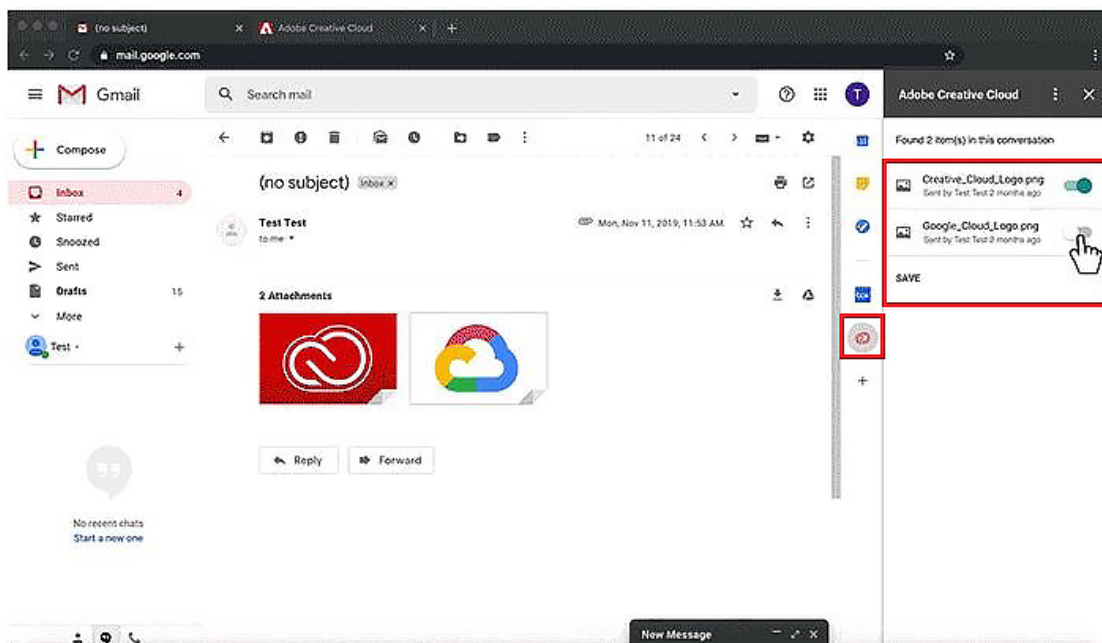 (no subject)
Adobe Creative Cloud
mail.google.com
Gmail
Search mail
T
Adobe Creative Cloud
Compose
11 of 24
Found 2 item(s) in this conversation
Inbox 4
Starred
Snoozed
Sent
Drafts 15
More
Test
(no subject) Inbox x
Test Test
to me
Mon, Nov 11, 2019, 11:53 AM
Creative_Cloud_Logo.png
Sent by Test Test 2 months ago
Google_Cloud_Logo.png
Sent by Test Test 2 months ago
SAVE
2 Attachments
box
Reply
Forward
No recent chats
Start a new one
New Message